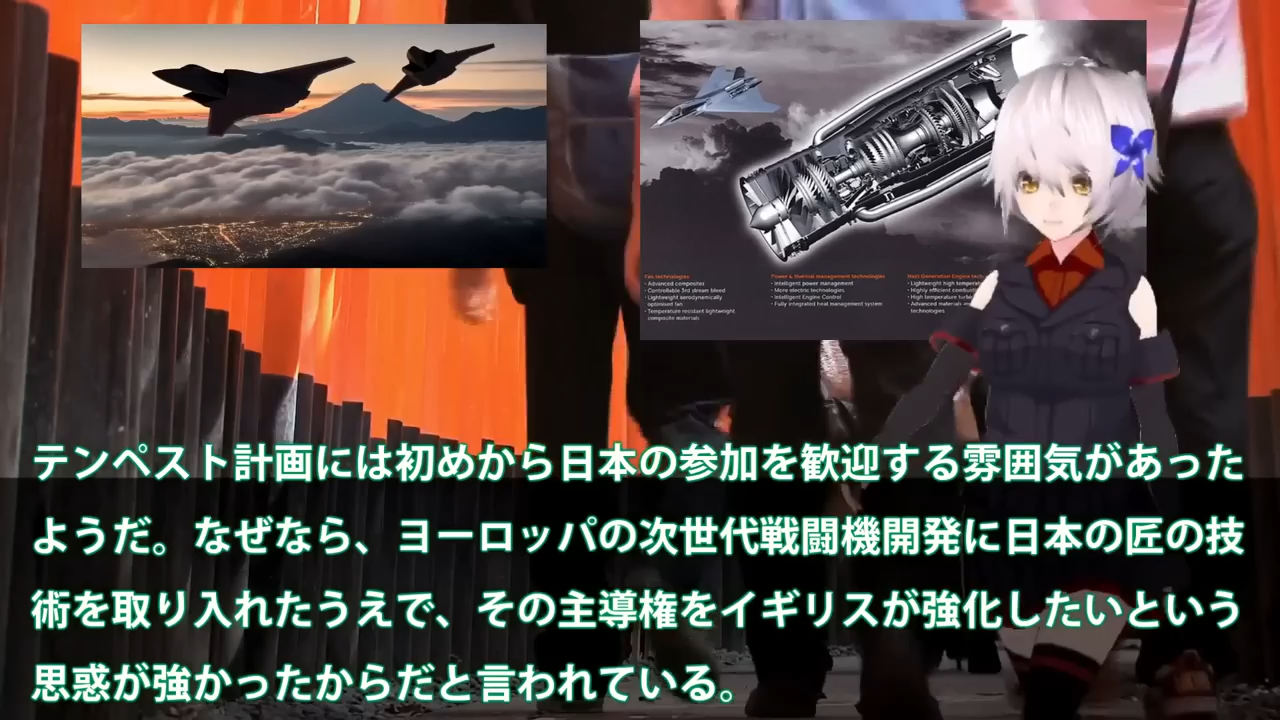 Fan technologies
- Advanced composites
- Controllable 3rd stream bleed
- Lightweight aerodynamically
optimised fan
- Temperature resistant lightweight
composite materials
Power & thermal management technologies
- Intelligent power management
- More electric technologies
- Intelligent Engine Control
- Fully integrated heat management system
Next Generation Engine tech
- Lightweight high
- Highly efficient
- High temperature
- Advanced materials
technologies
テンペスト計画には初めから日本の参加を歓迎する雰囲気があった
ようだ。なぜなら、ヨーロッパの次世代戦闘機開発に日本の匠の技
術を取り入れたうえで、その主導権をイギリスが強化したいという
思惑が強かったからだと言われている。